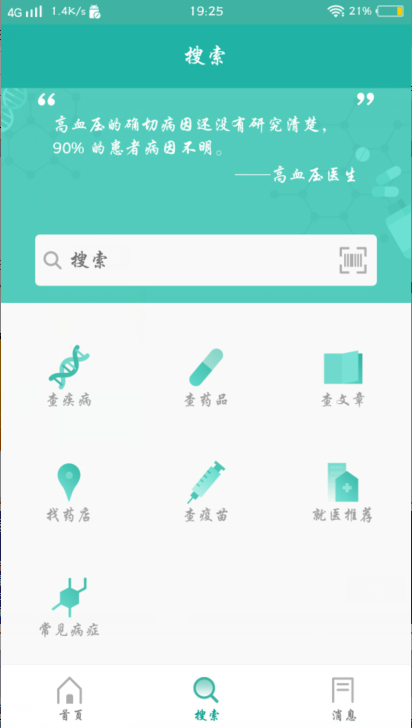 4G 1.4K/s 19:25 21%
搜索
“ ”
高血压的确切病因还没有研究清楚，
90% 的患者病因不明。
——高血压医生
搜索
查疾病 查药品 查文章
找药店 查疫苗 就医推荐
常见病症
首页 搜索 消息